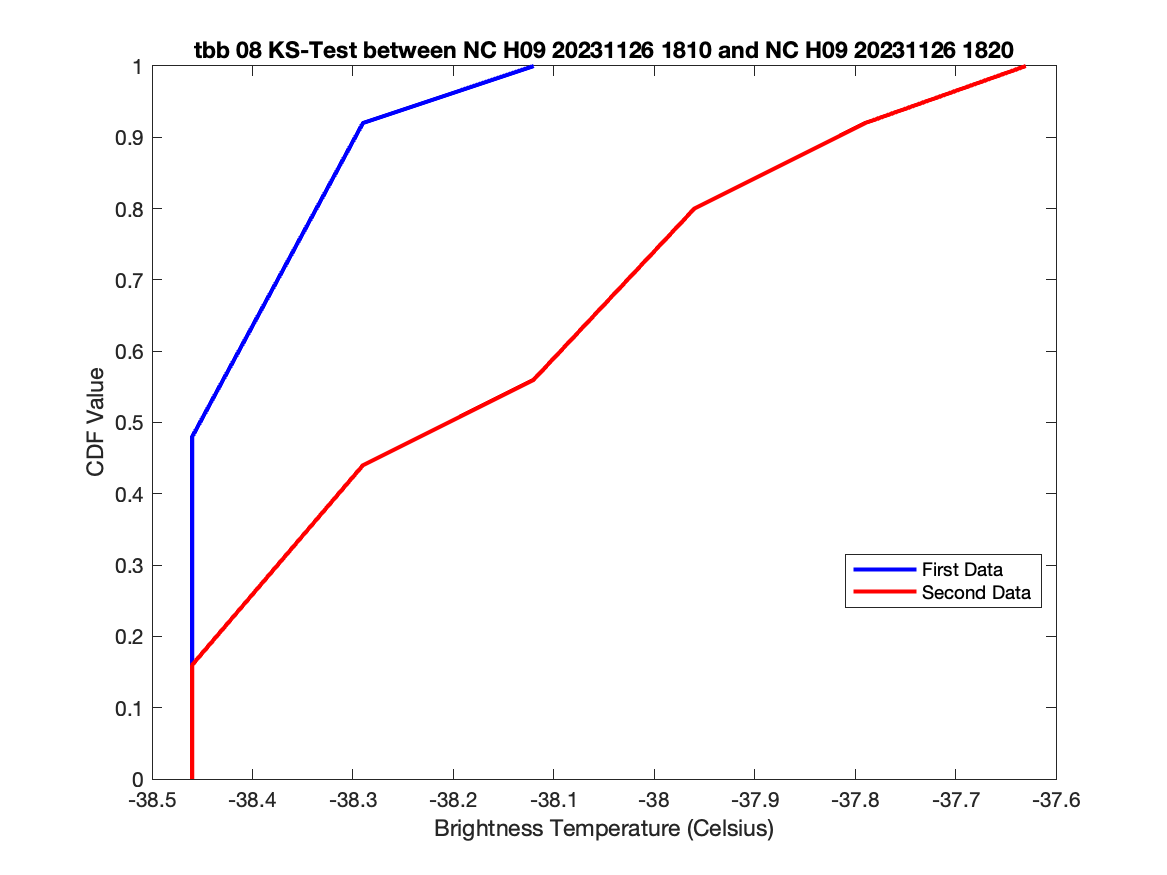 tbb 08 KS-Test between NC H09 20231126 1810 and NC H09 20231126 1820
1
0.9
0.8
0.7
0.6
0.5
0.4
0.3
0.2
0.1
0
CDF Value
First Data
Second Data
-38.5 -38.4 -38.3 -38.2 -38.1 -38 -37.9 -37.8 -37.7 -37.6
Brightness Temperature (Celsius)